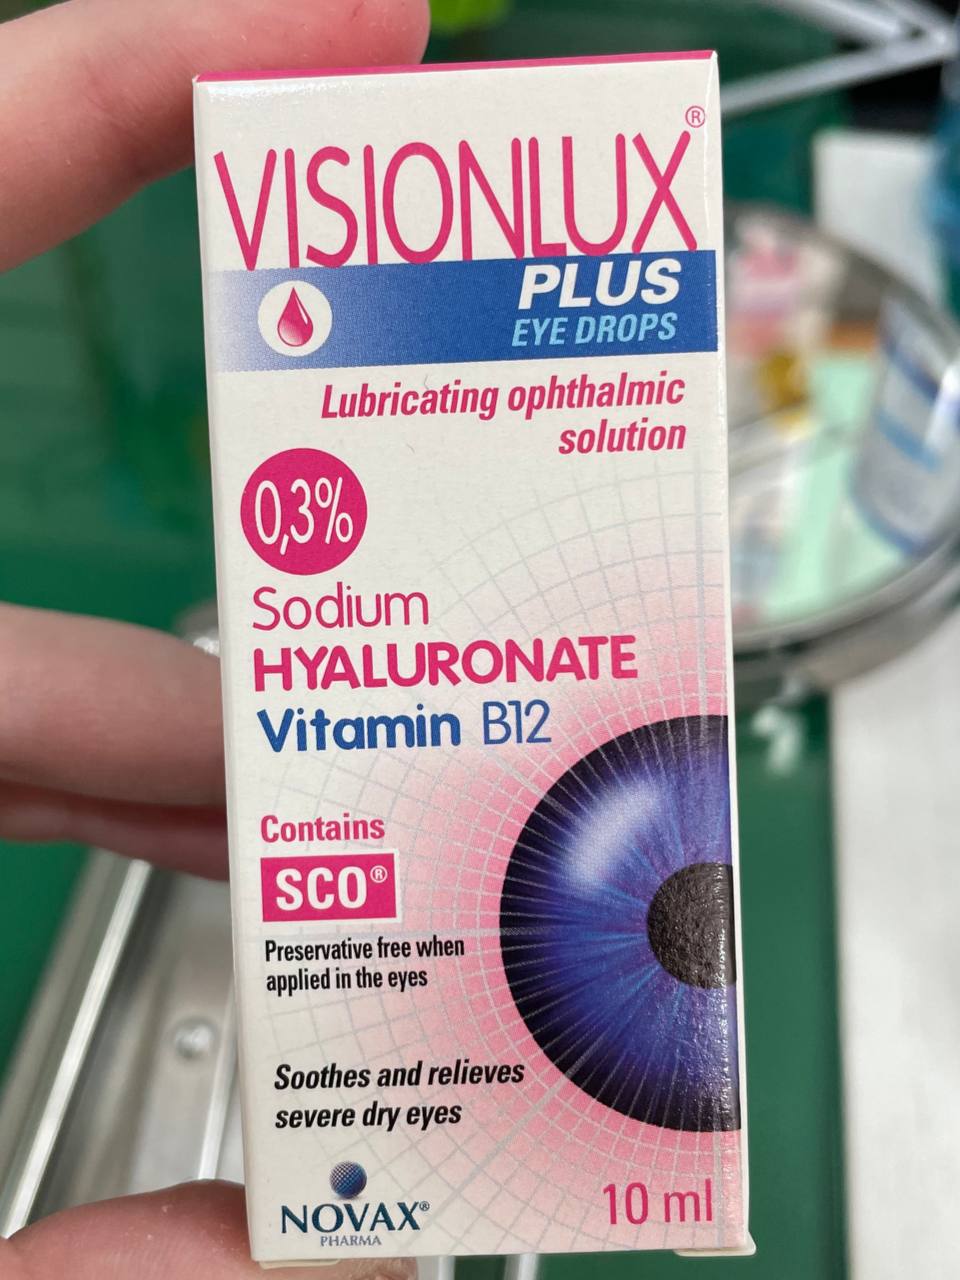 VISIONLUX®
PLUS
EYE DROPS
Lubricating ophthalmic
solution
0,3%
Sodium
HYALURONATE
Vitamin B12
Contains
SCO®
Preservative free when
applied in the eyes
Soothes and relieves
severe dry eyes
NOVAX®
PHARMA
10 ml